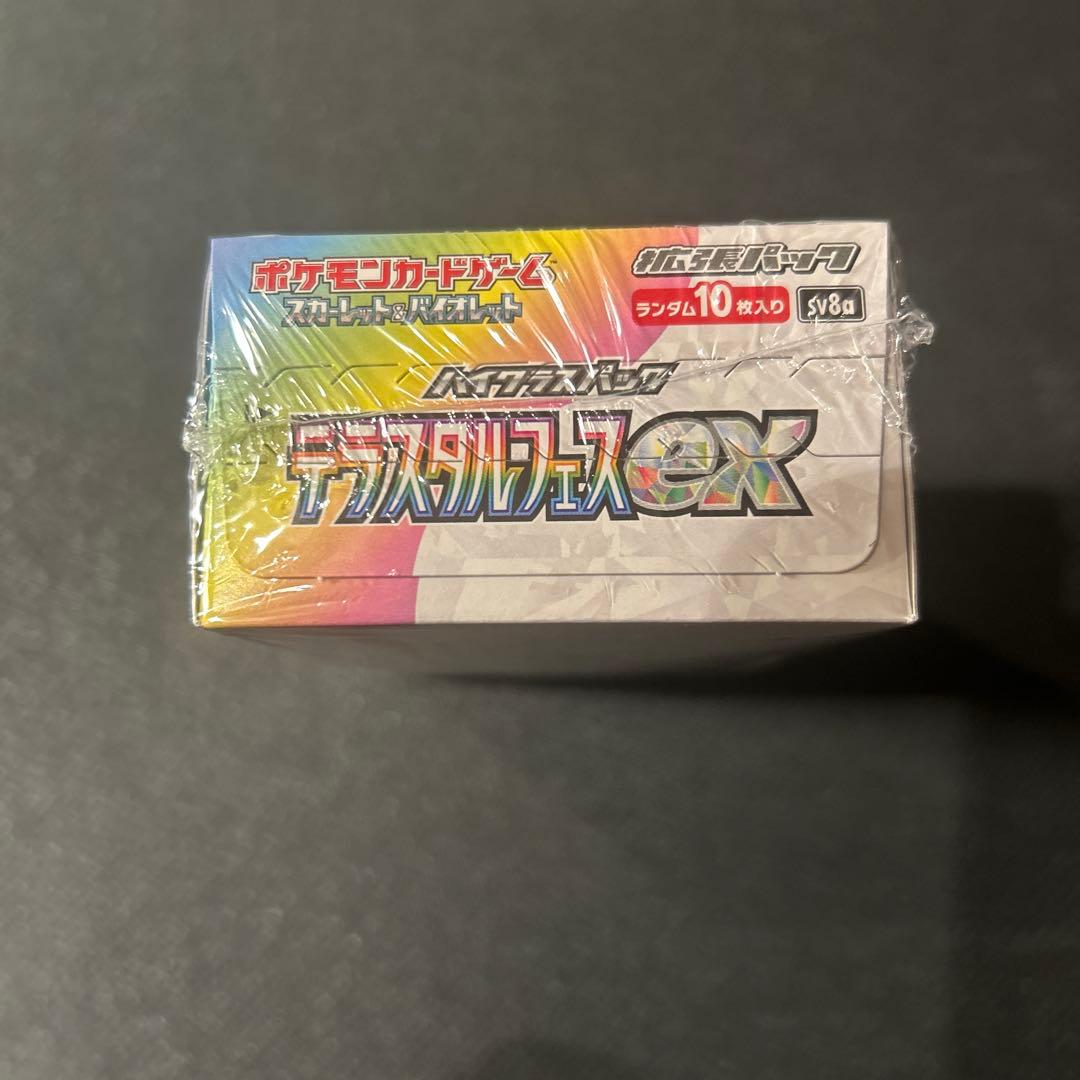 ポケモンカードゲーム™
スカーレット&バイオレット
拡張パック
ランダム10枚入り sv8a
ハイクラスパック
テラスタルフェスex